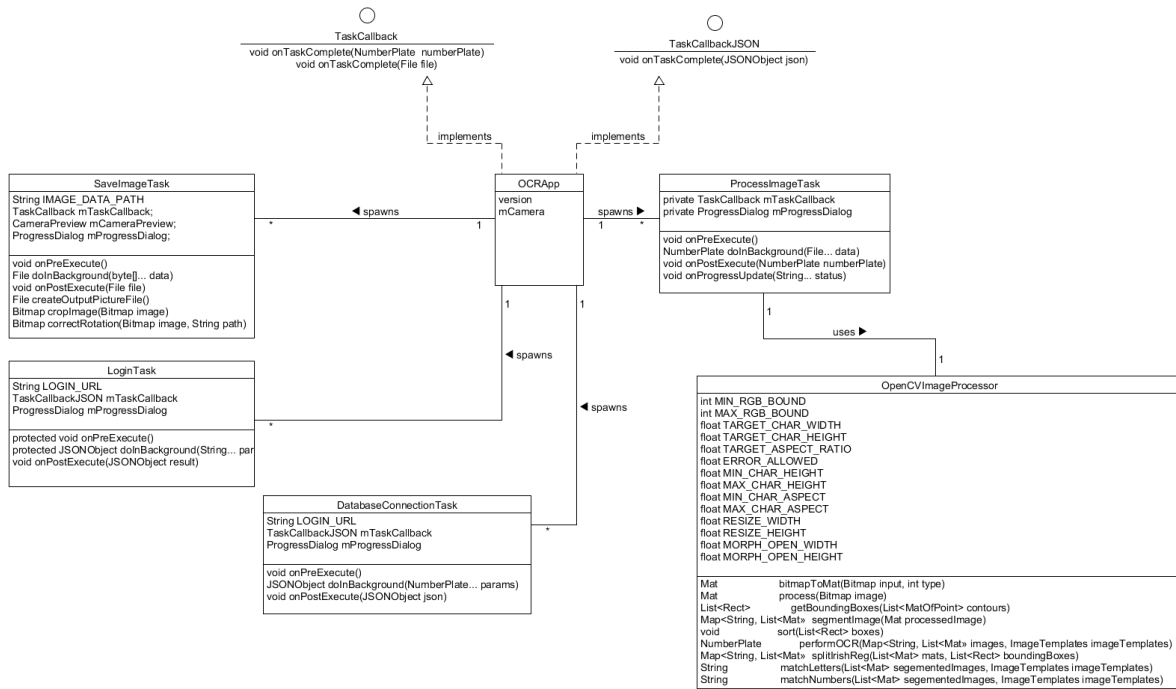 TaskCallback
void onTaskComplete(NumberPlate numberPlate)
void onTaskComplete(File file)
TaskCallbackJSON
void onTaskComplete(JSONObject json)
implements
implements
SaveImageTask
String IMAGE_DATA_PATH
TaskCallback mTaskCallback;
CameraPreview mCameraPreview;
ProgressDialog mProgressDialog;
void onPreExecute()
File doInBackground(byte[]... data)
void onPostExecute(File file)
File createOutputPictureFile()
Bitmap cropImage(Bitmap image)
Bitmap correctRotation(Bitmap image, String path)
◀ spawns
*
1
OCRApp
version
mCamera
spawns ▶
1
*
ProcessImageTask
private TaskCallback mTaskCallback
private ProgressDialog mProgressDialog
void onPreExecute()
NumberPlate doInBackground(File... data)
void onPostExecute(NumberPlate numberPlate)
void onProgressUpdate(String... status)
1
1
1
uses ▶
1
◀ spawns
◀ spawns
LoginTask
String LOGIN_URL
TaskCallbackJSON mTaskCallback
ProgressDialog mProgressDialog
protected void onPreExecute()
protected JSONObject doInBackground(String... par
void onPostExecute(JSONObject result)
*
DatabaseConnectionTask
String LOGIN_URL
TaskCallbackJSON mTaskCallback
ProgressDialog mProgressDialog
void onPreExecute()
JSONObject doInBackground(NumberPlate... params)
void onPostExecute(JSONObject json)
*
OpenCVImageProcessor
int MIN_RGB_BOUND
int MAX_RGB_BOUND
float TARGET_CHAR_WIDTH
float TARGET_CHAR_HEIGHT
float TARGET_ASPECT_RATIO
float ERROR_ALLOWED
float MIN_CHAR_HEIGHT
float MAX_CHAR_HEIGHT
float MIN_CHAR_ASPECT
float MAX_CHAR_ASPECT
float RESIZE_WIDTH
float RESIZE_HEIGHT
float MORPH_OPEN_WIDTH
float MORPH_OPEN_HEIGHT
Mat bitmapToMat(Bitmap input, int type)
Mat process(Bitmap image)
List<Rect> getBoundingBoxes(List<MatOfPoint> contours)
Map<String, List<Mat» segmentImage(Mat processedImage)
void sort(List<Rect> boxes)
NumberPlate performOCR(Map<String, List<Mat» images, ImageTemplates imageTemplates)
Map<String, List<Mat» splitIrishReg(List<Mat> mats, List<Rect> boundingBoxes)
String matchLetters(List<Mat> segementedImages, ImageTemplates imageTemplates)
String matchNumbers(List<Mat> segementedImages, ImageTemplates imageTemplates)